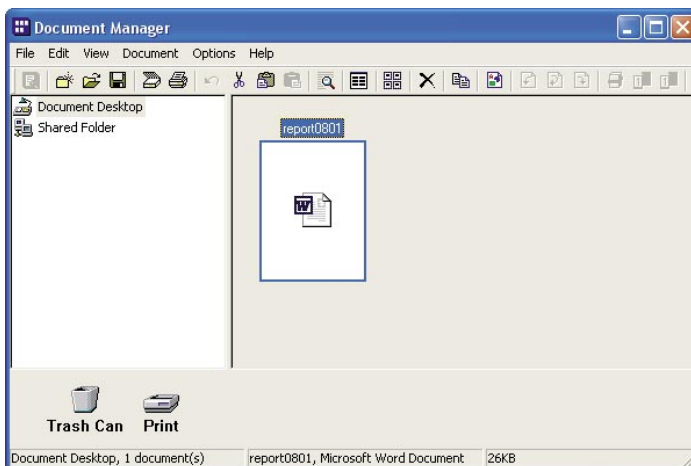 Document Manager
File Edit View Document Options Help
Document Desktop
Shared Folder
report0801
W
Trash Can Print
Document Desktop, 1 document(s) report0801, Microsoft Word Document 26KB